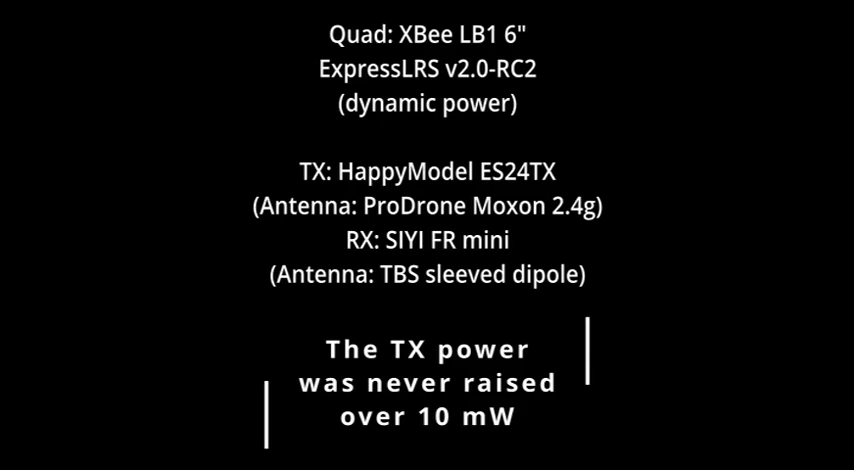 Quad: XBee LB1 6"
ExpressLRS v2.0-RC2
(dynamic power)
TX: HappyModel ES24TX
(Antenna: ProDrone Moxon 2.4g)
RX: SIYI FR mini
(Antenna: TBS sleeved dipole)
The TX power
was never raised
over 10 mW